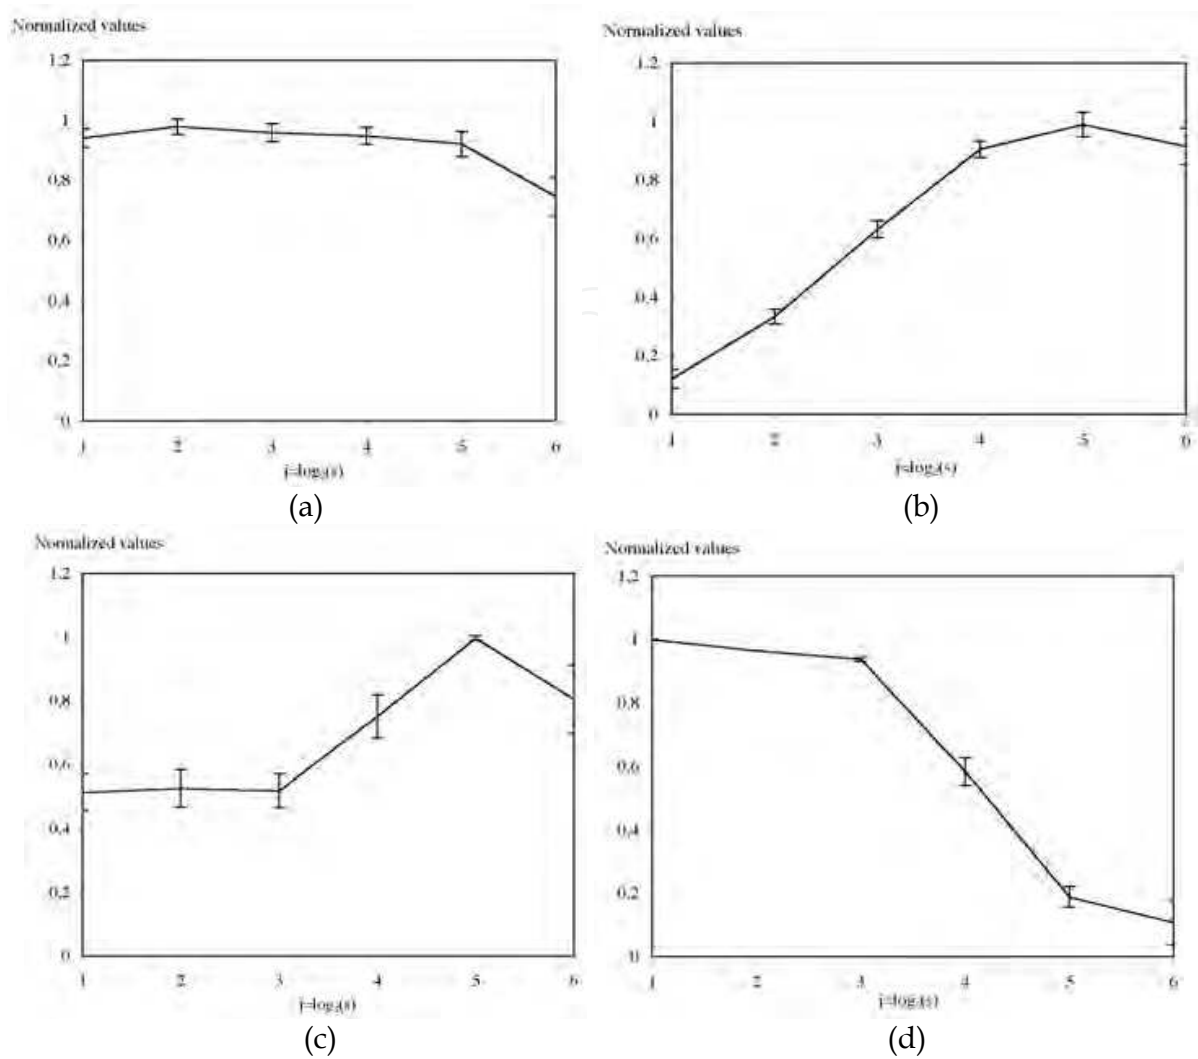 Normalized values
1,2
1
0,8
0,6
0,4
0,2
0
1 2 3 4 5 6
j=log₂(s)
(a)
Normalized values
1,2
1
0,8
0,6
0,4
0,2
0
1 2 3 4 5 6
j=log₂(s)
(b)
Normalized values
1,2
1
0,8
0,6
0,4
0,2
0
1 2 3 4 5 6
j=log₂(s)
(c)
Normalized values
1,2
1
0,8
0,6
0,4
0,2
0
1 2 3 4 5 6
j=log₂(s)
(d)